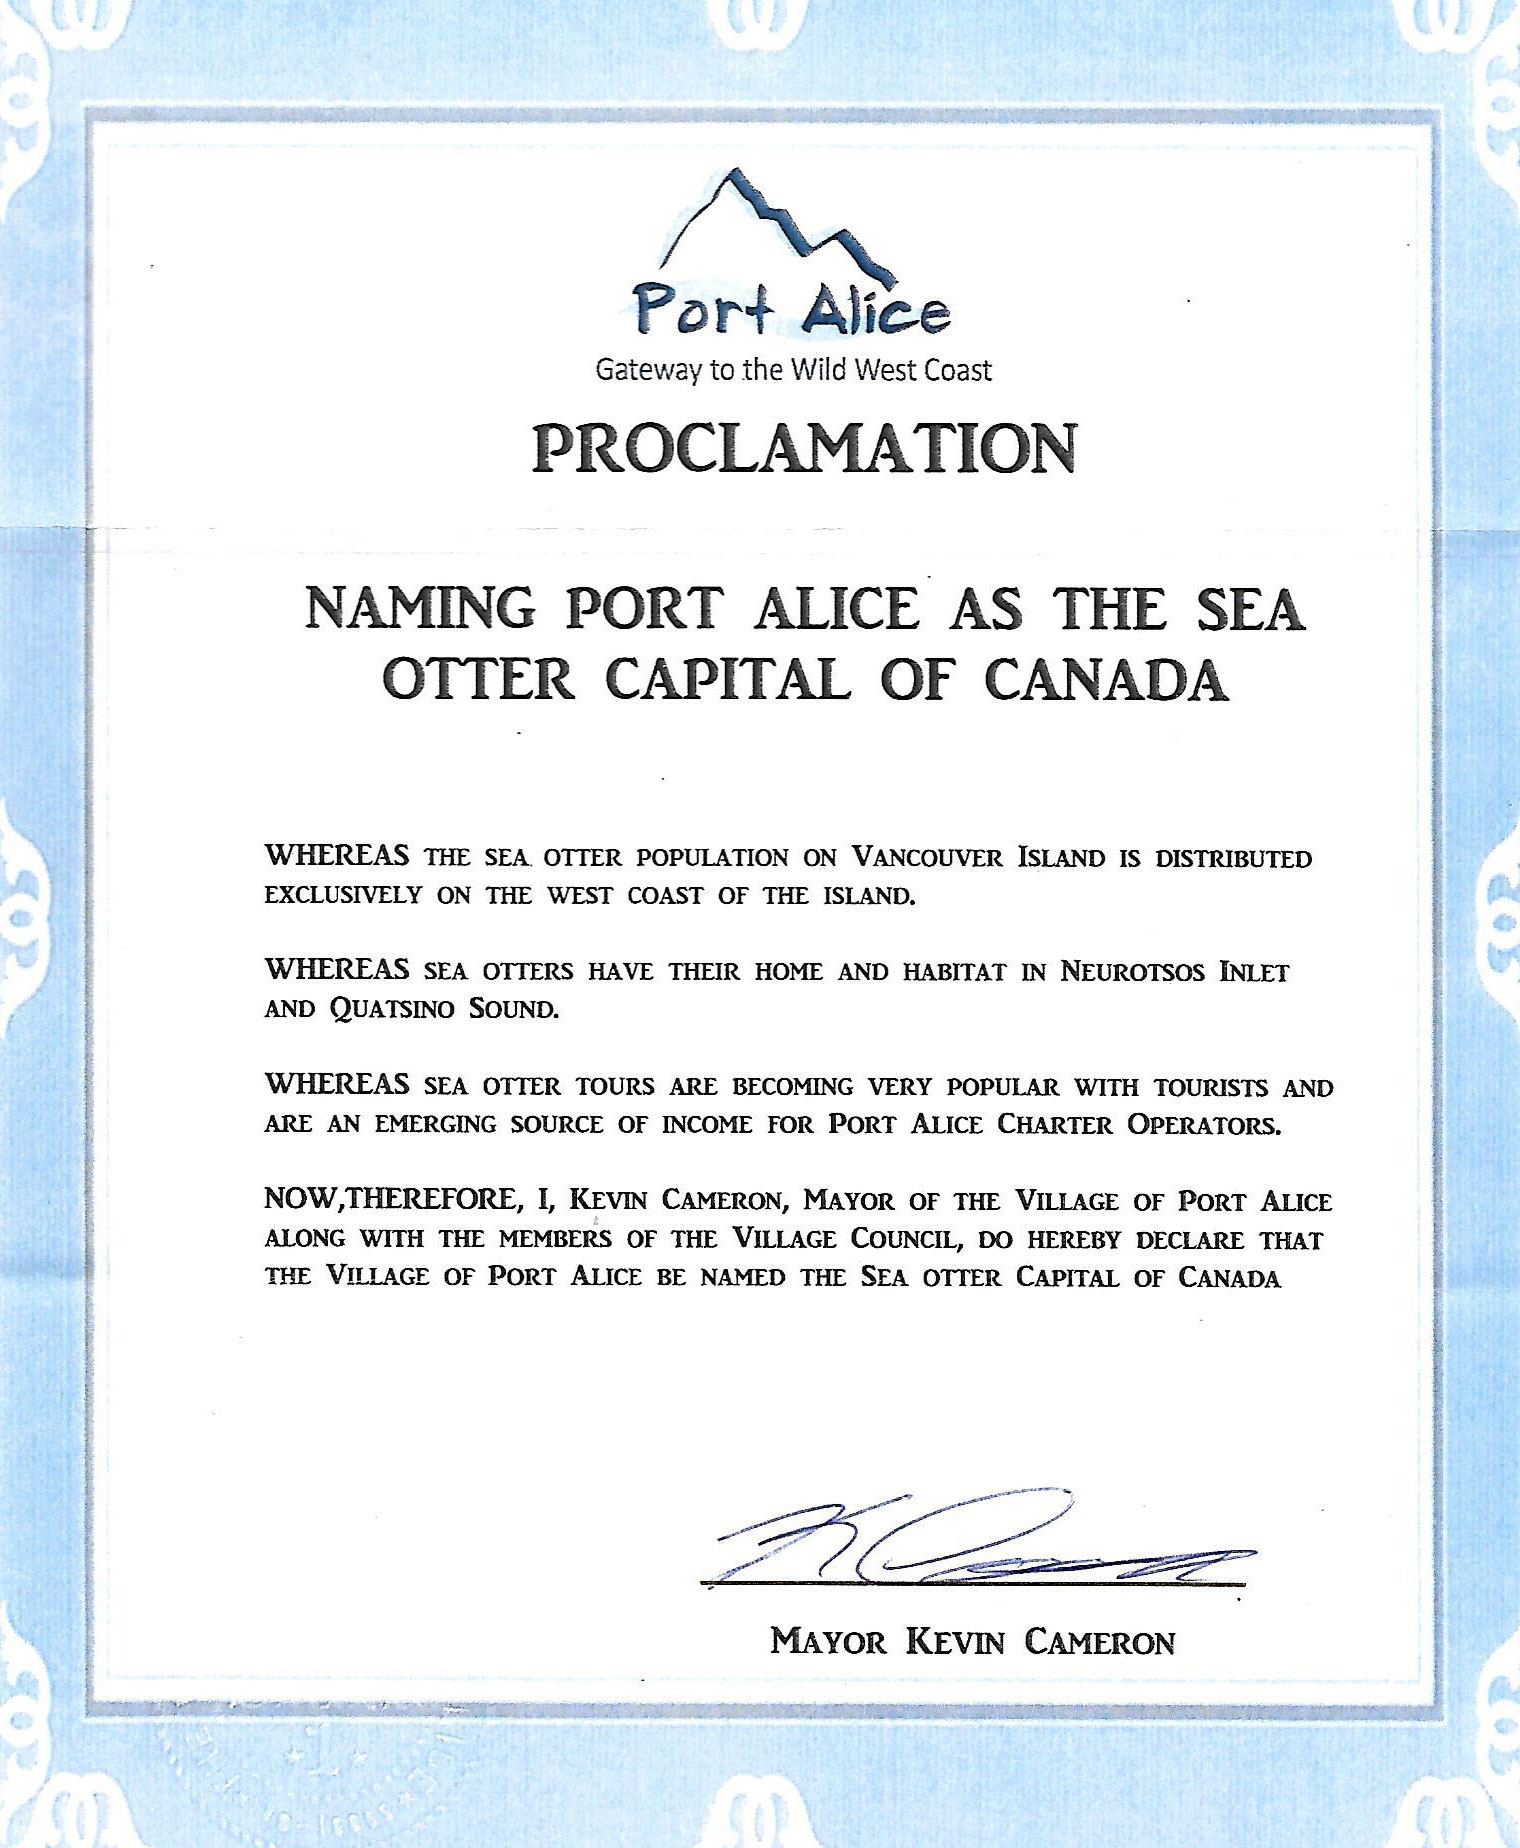 Port Alice
Gateway to the Wild West Coast
PROCLAMATION
NAMING PORT ALICE AS THE SEA
OTTER CAPITAL OF CANADA
WHEREAS THE SEA OTTER POPULATION ON VANCOUVER ISLAND IS DISTRIBUTED
EXCLUSIVELY ON THE WEST COAST OF THE ISLAND.
WHEREAS SEA OTTERS HAVE THEIR HOME AND HABITAT IN NEUROTSOS INLET
AND QUATSINO SOUND.
WHEREAS SEA OTTER TOURS ARE BECOMING VERY POPULAR WITH TOURISTS AND
ARE AN EMERGING SOURCE OF INCOME FOR PORT ALICE CHARTER OPERATORS.
NOW,THEREFORE, I, KEVIN CAMERON, MAYOR OF THE VILLAGE OF PORT ALICE
ALONG WITH THE MEMBERS OF THE VILLAGE COUNCIL, DO HEREBY DECLARE THAT
THE VILLAGE OF PORT ALICE BE NAMED THE SEA OTTER CAPITAL OF CANADA
MAYOR KEVIN CAMERON